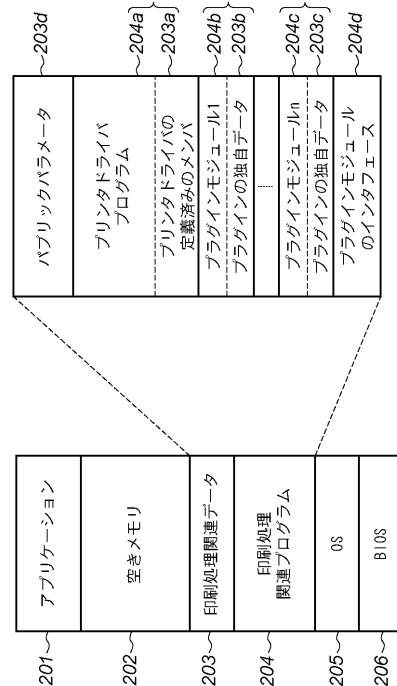 201
アプリケーション
202
空きメモリ
203
印刷処理関連データ
204
印刷処理
関連プログラム
205
OS
206
BIOS
パブリックパラメータ
203d
プリンタドライバ
プログラム
204a
プリンタドライバの
定義済みのメンバ
203a
プラグインモジュール1
204b
プラグインの独自データ
203b
……
プラグインモジュールn
204c
プラグインの独自データ
203c
プラグインモジュール
のインタフェース
204d